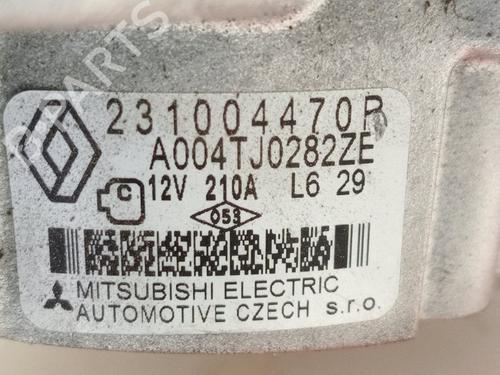 231004470R
A004TJ0282ZE
C 12V 210A L6 29
053
MITSUBISHI ELECTRIC
AUTOMOTIVE CZECH s.r.o.